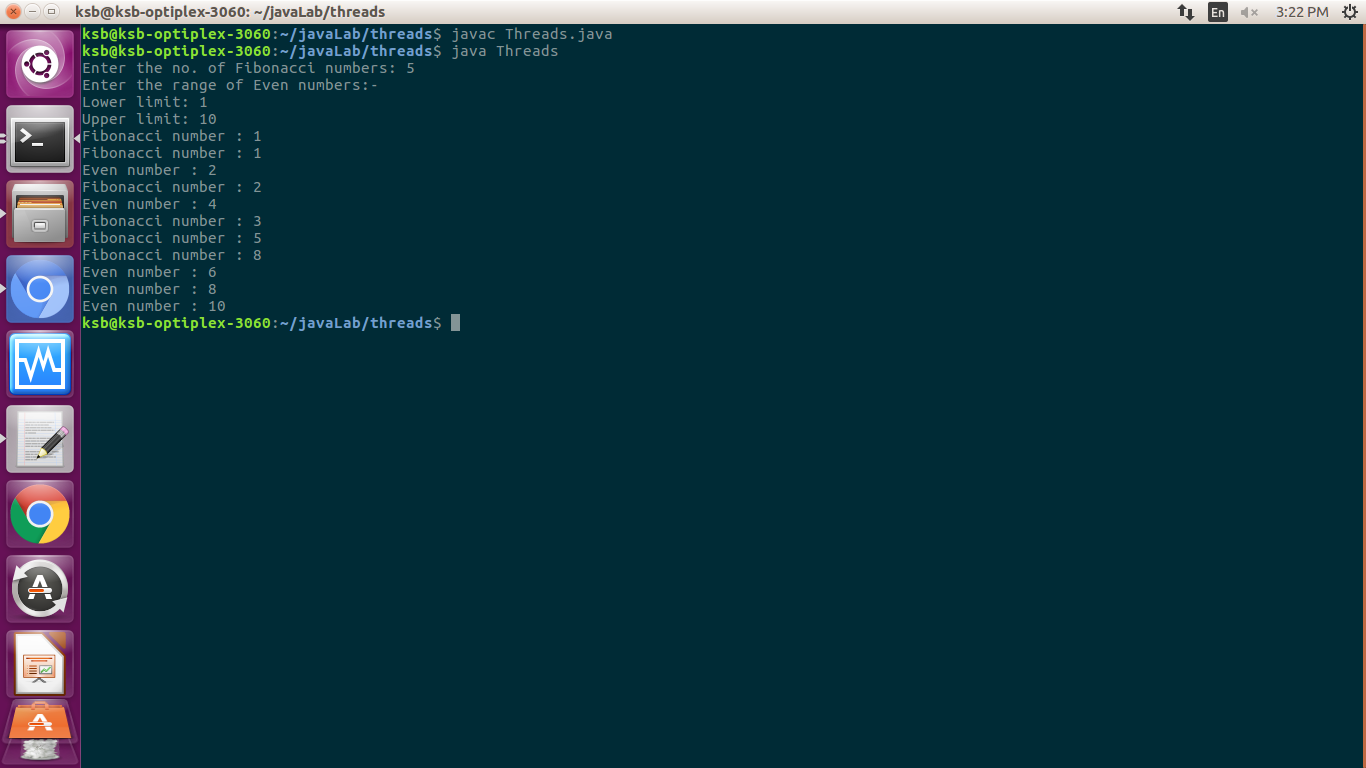 ksb@ksb-optiplex-3060: ~/javaLab/threads
En
3:22 PM
ksb@ksb-optiplex-3060:~/javaLab/threads$ javac Threads.java
ksb@ksb-optiplex-3060:~/javaLab/threads$ java Threads
Enter the no. of Fibonacci numbers: 5
Enter the range of Even numbers:-
Lower limit: 1
Upper limit: 10
Fibonacci number : 1
Fibonacci number : 1
Even number : 2
Fibonacci number : 2
Even number : 4
Fibonacci number : 3
Fibonacci number : 5
Fibonacci number : 8
Even number : 6
Even number : 8
Even number : 10
ksb@ksb-optiplex-3060:~/javaLab/threads$